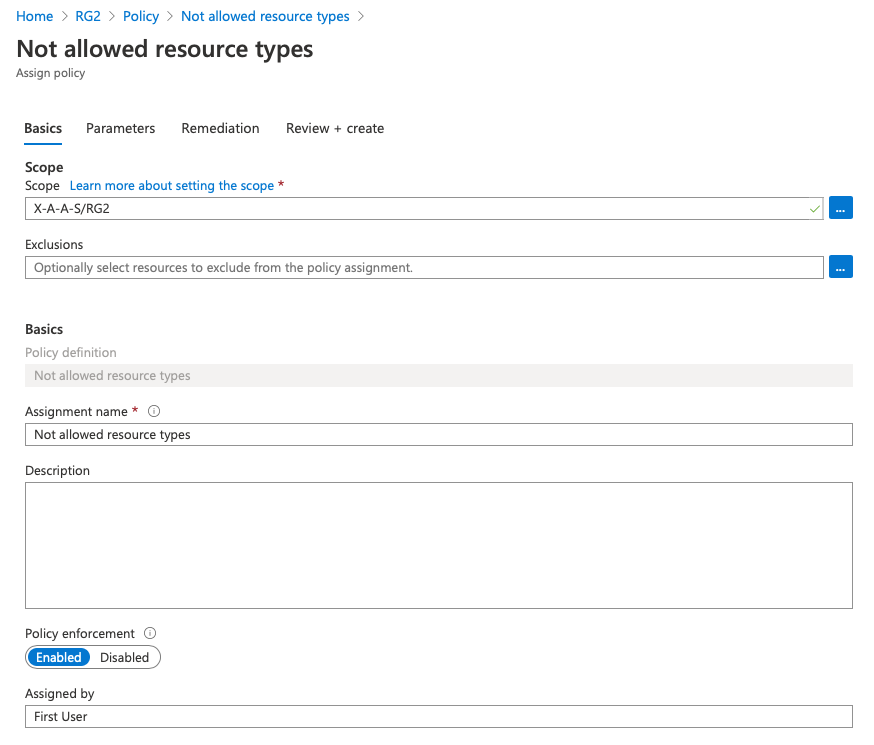 Home > RG2 > Policy > Not allowed resource types >
Not allowed resource types
Assign policy
Basics Parameters Remediation Review + create
Scope
Scope Learn more about setting the scope *
X-A-A-S/RG2 ...
Exclusions
Optionally select resources to exclude from the policy assignment. ...
Basics
Policy definition
Not allowed resource types
Assignment name *
Not allowed resource types
Description
Policy enforcement
Enabled Disabled
Assigned by
First User